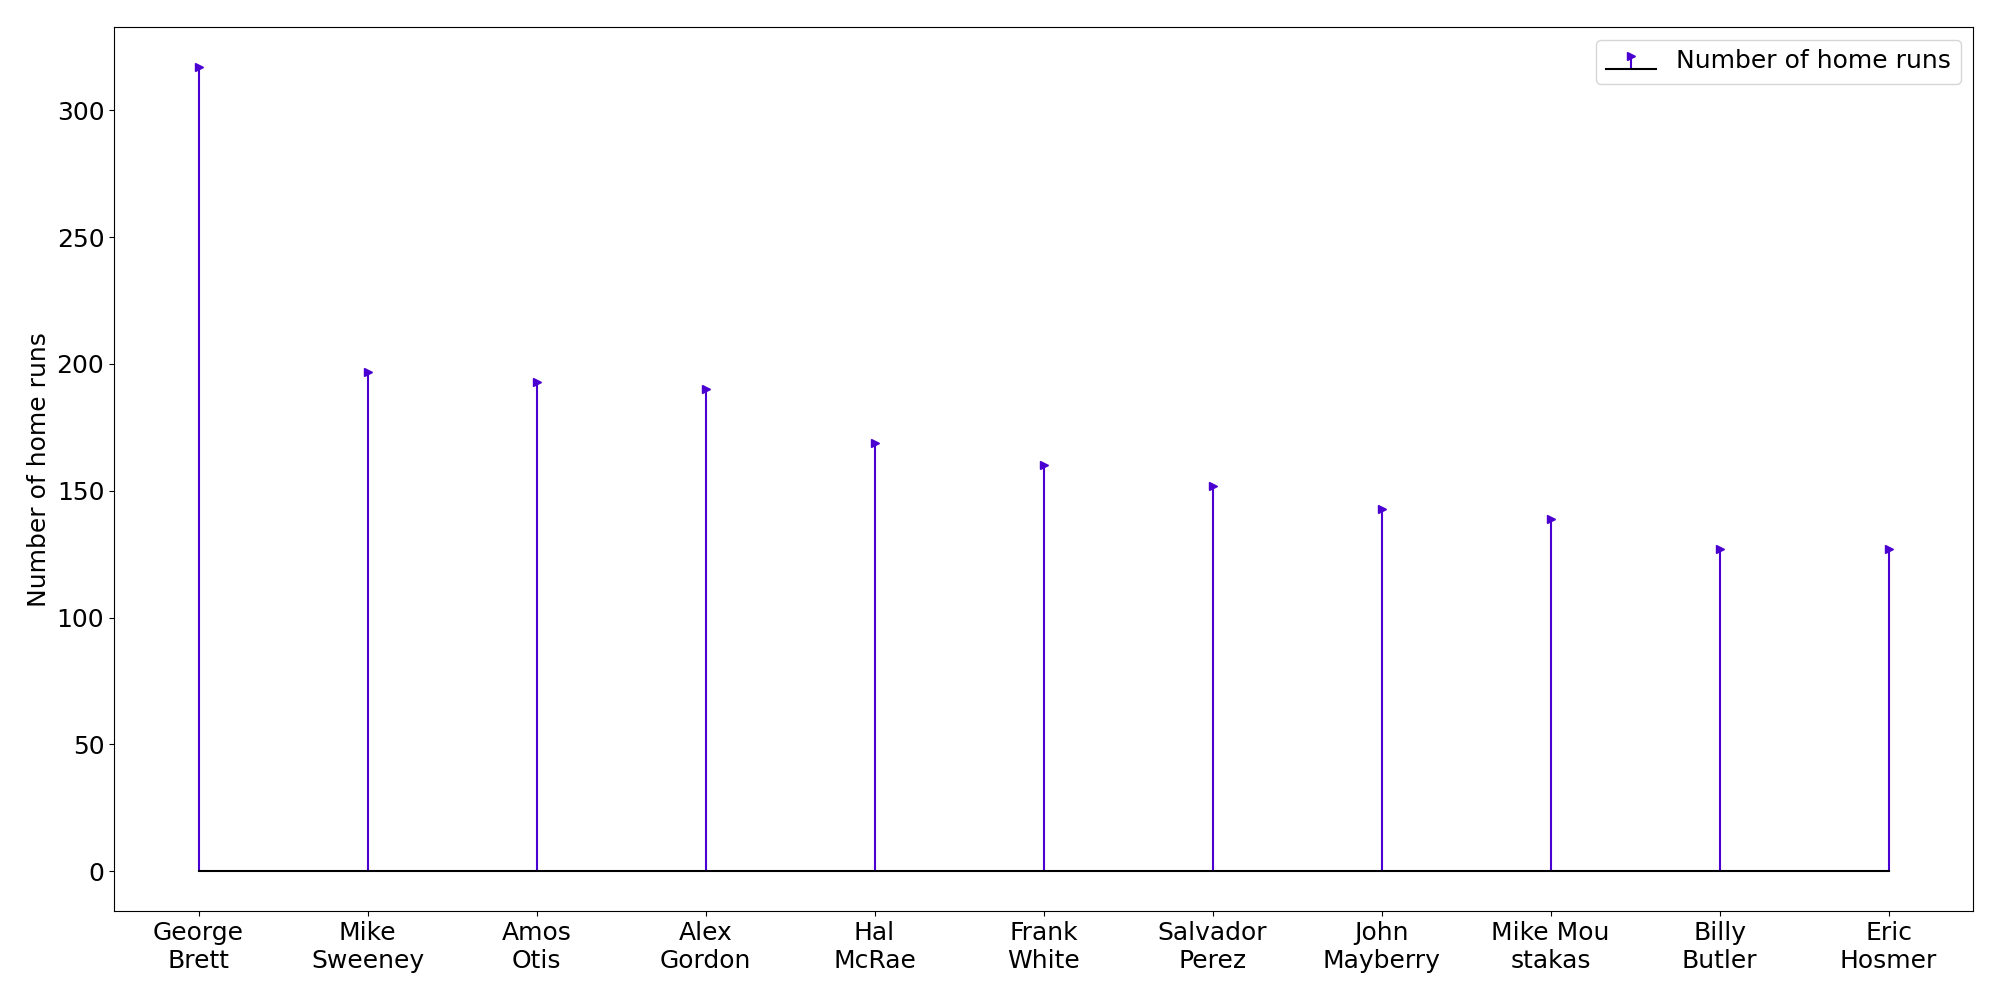 Number of home runs
300
250
200
150
100
50
0
Number of home runs
George
Brett
Mike
Sweeney
Amos
Otis
Alex
Gordon
Hal
McRae
Frank
White
Salvador
Perez
John
Mayberry
Mike Mou
stakas
Billy
Butler
Eric
Hosmer